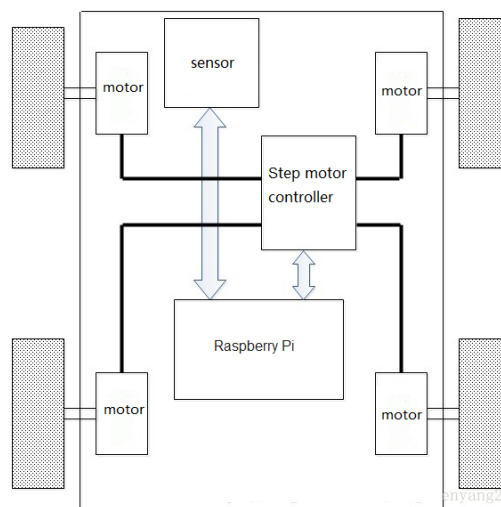 sensor
motor
motor
Step motor
controller
Raspberry Pi
motor
motor